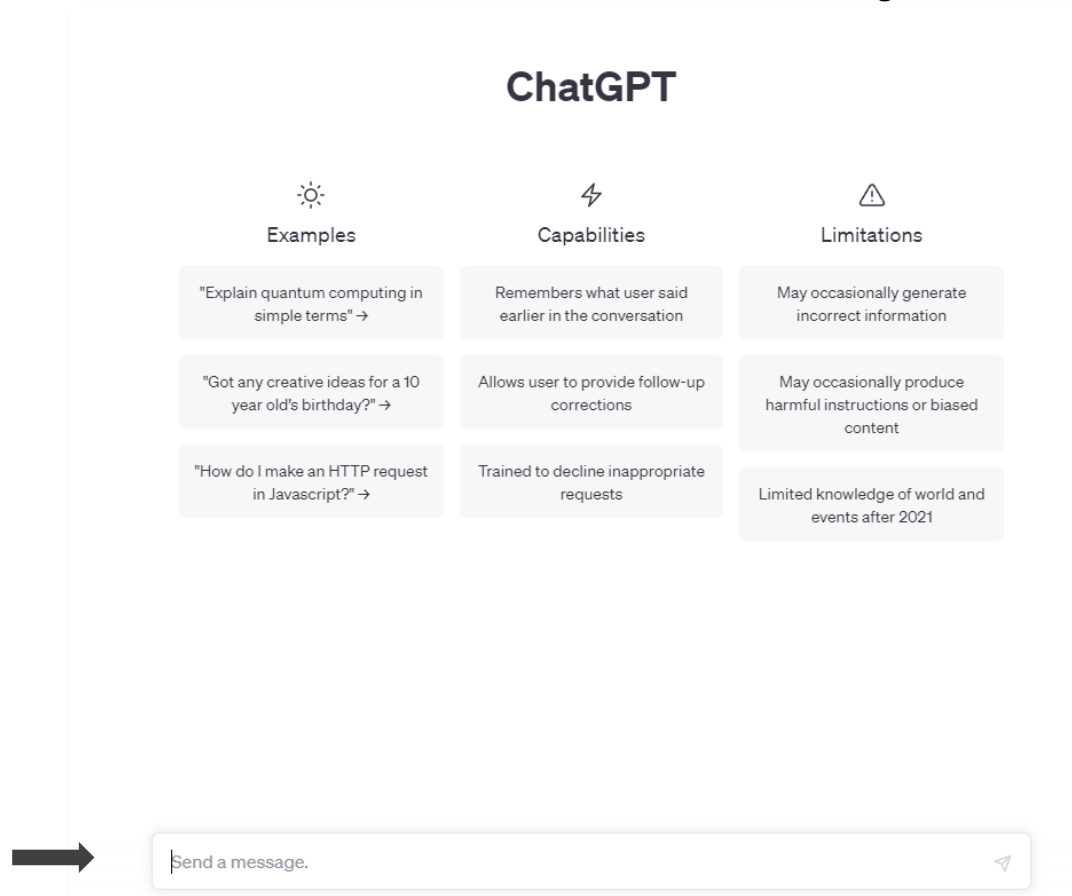 ChatGPT
Examples
"Explain quantum computing in
simple terms" →
"Got any creative ideas for a 10
year old's birthday?" →
"How do I make an HTTP request
in Javascript?" →
Capabilities
Remembers what user said
earlier in the conversation
Allows user to provide follow-up
corrections
Trained to decline inappropriate
requests
Limitations
May occasionally generate
incorrect information
May occasionally produce
harmful instructions or biased
content
Limited knowledge of world and
events after 2021
Send a message.